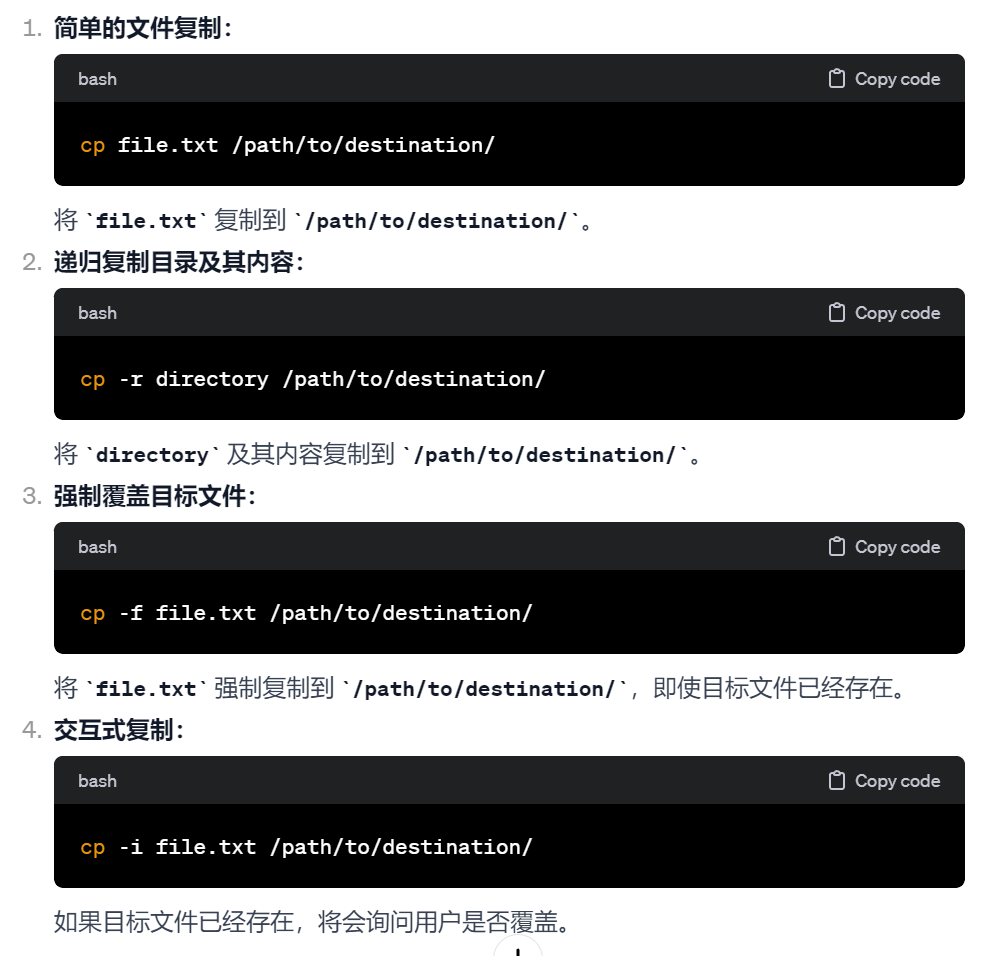 1. 简单的文件复制：
bash Copy code
cp file.txt /path/to/destination/
将 `file.txt` 复制到 `/path/to/destination/`。
2. 递归复制目录及其内容：
bash Copy code
cp -r directory /path/to/destination/
将 `directory` 及其内容复制到 `/path/to/destination/`。
3. 强制覆盖目标文件：
bash Copy code
cp -f file.txt /path/to/destination/
将 `file.txt` 强制复制到 `/path/to/destination/`，即使目标文件已经存在。
4. 交互式复制：
bash Copy code
cp -i file.txt /path/to/destination/
如果目标文件已经存在，将会询问用户是否覆盖。